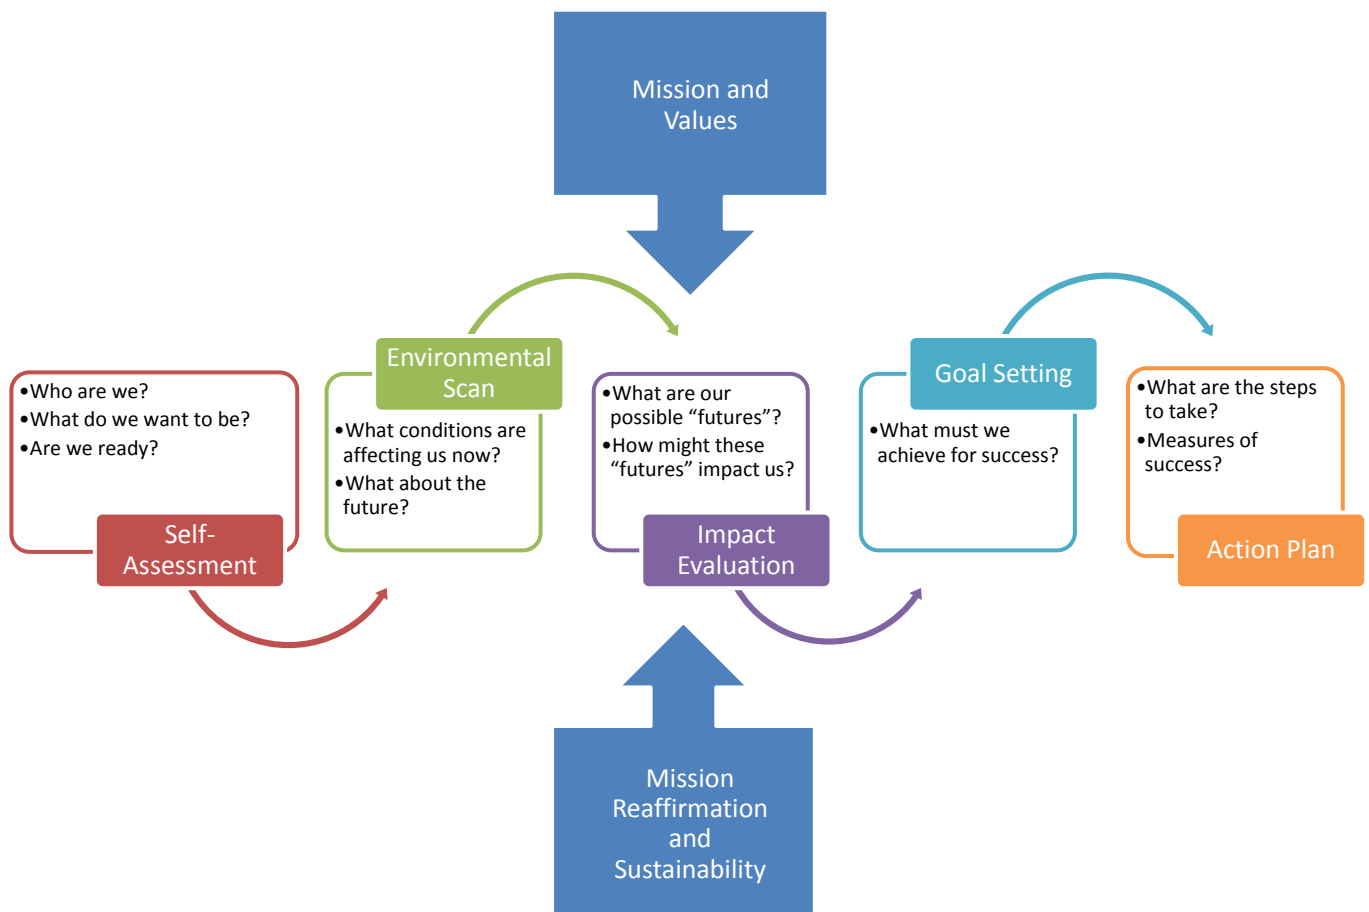 Mission and
Values
•Who are we?
•What do we want to be?
•Are we ready?
Self-
Assessment
Environmental
Scan
•What conditions are
affecting us now?
•What about the
future?
•What are our
possible “futures”?
•How might these
“futures” impact us?
Impact
Evaluation
Goal Setting
•What must we
achieve for success?
•What are the steps
to take?
•Measures of
success?
Action Plan
Mission
Reaffirmation
and
Sustainability